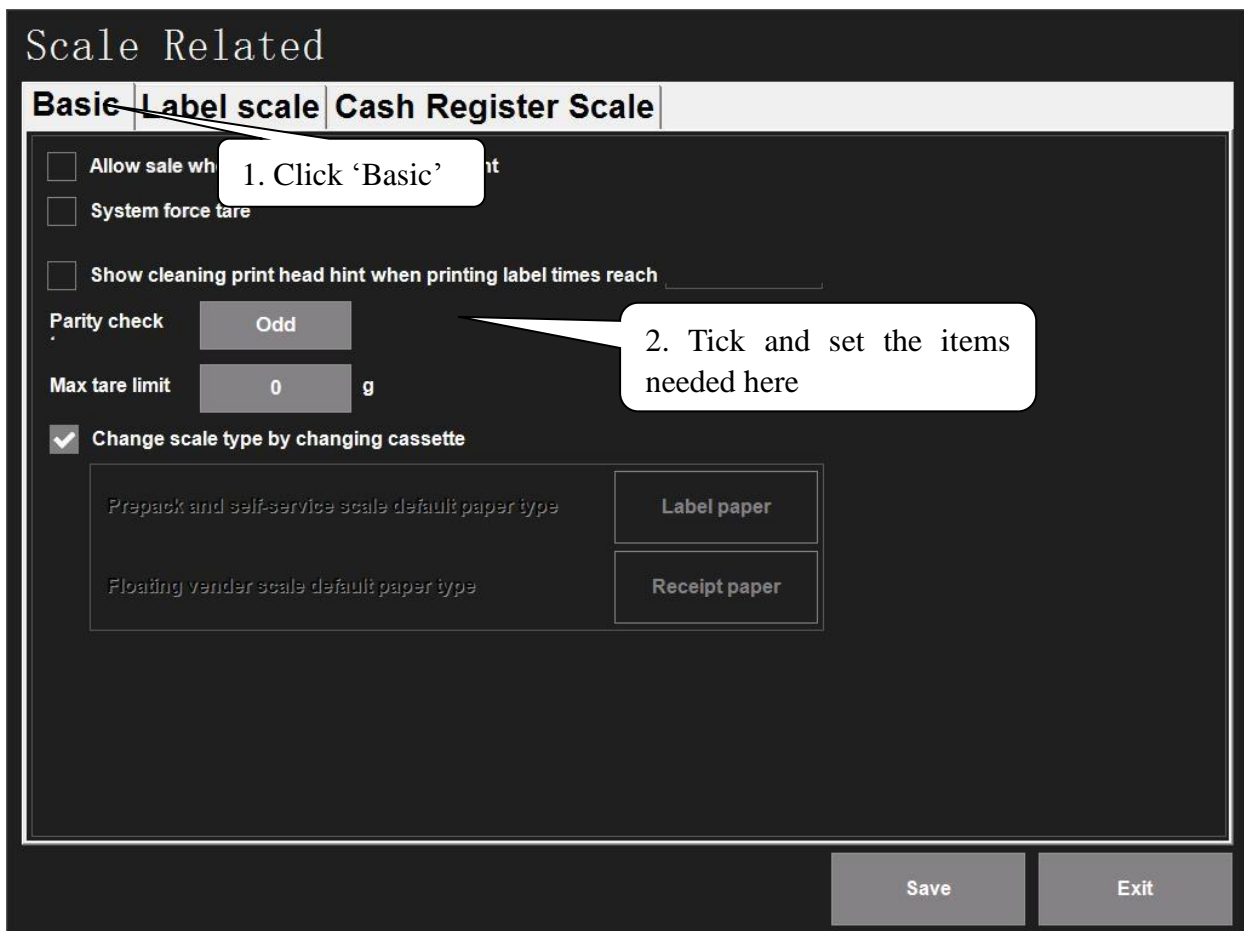 Scale Related
Basic Label scale Cash Register Scale
Allow sale nt
1. Click ‘Basic’
System force tare
Show cleaning print head hint when printing label times reach
Parity check Odd
2. Tick and set the items
needed here
Max tare limit 0 g
Change scale type by changing cassette
Prepack and self-service scale default paper type Label paper
Floating vender scale default paper type Receipt paper
Save Exit